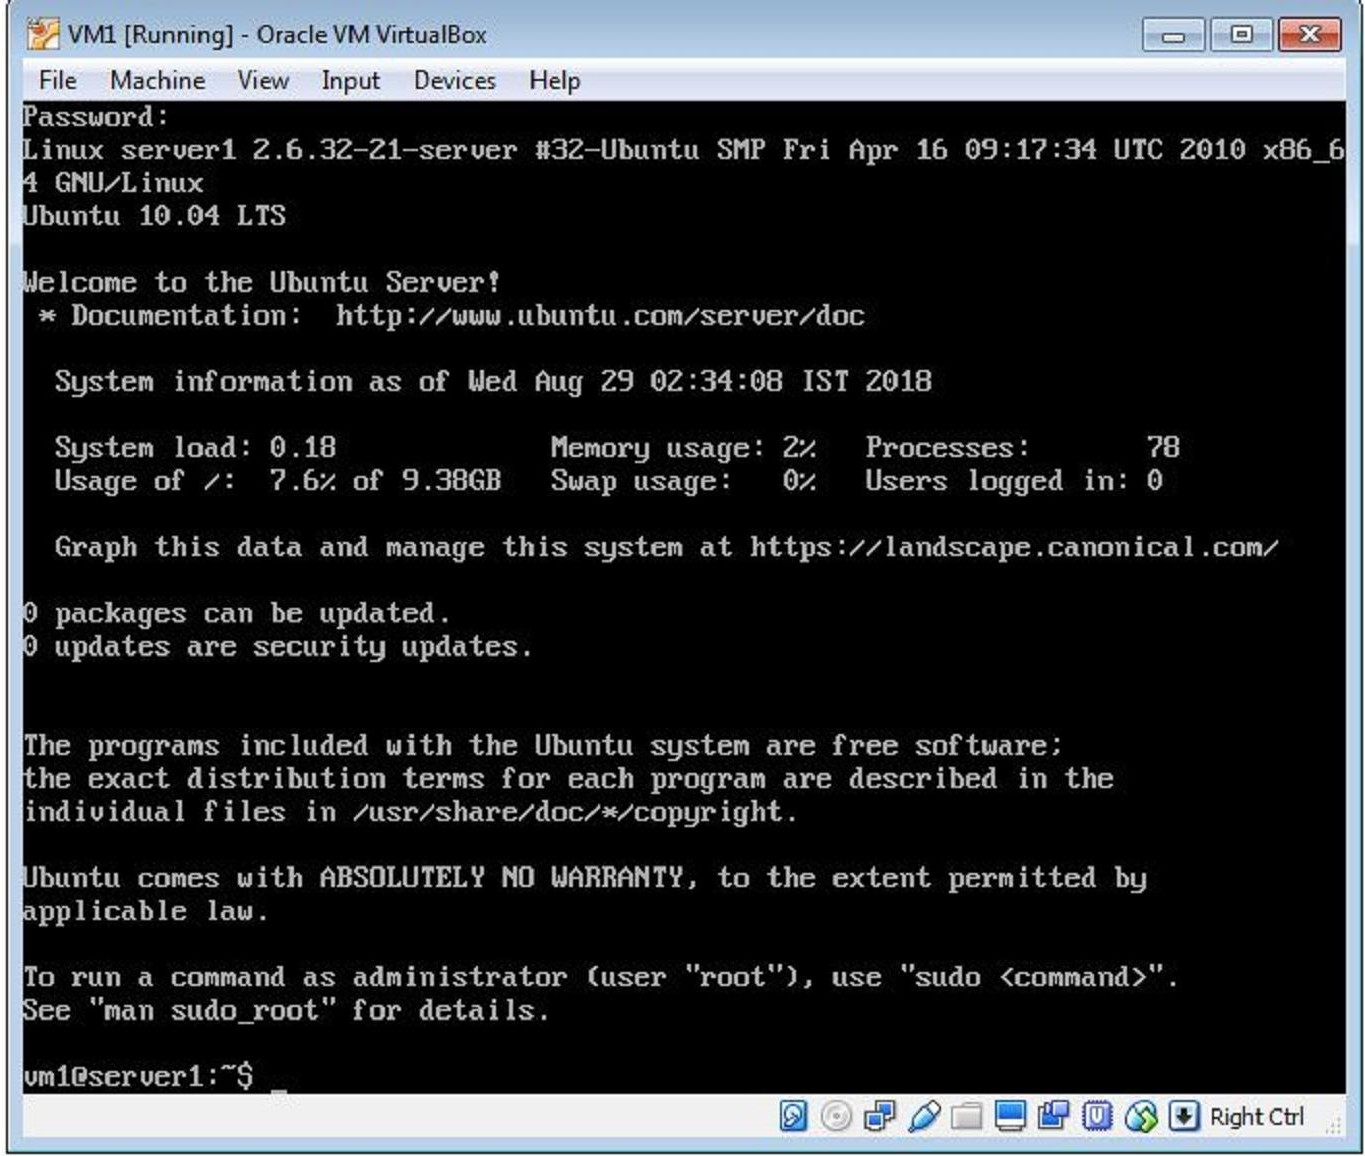 VM1 [Running] - Oracle VM VirtualBox
File Machine View Input Devices Help
Password:
Linux server1 2.6.32-21-server #32-Ubuntu SMP Fri Apr 16 09:17:34 UTC 2010 x86_6
4 GNU/Linux
Ubuntu 10.04 LTS
Welcome to the Ubuntu Server!
* Documentation: http://www.ubuntu.com/server/doc
System information as of Wed Aug 29 02:34:08 IST 2018
System load: 0.18 Memory usage: 2% Processes: 78
Usage of /: 7.6% of 9.38GB Swap usage: 0% Users logged in: 0
Graph this data and manage this system at https://landscape.canonical.com/
0 packages can be updated.
0 updates are security updates.
The programs included with the Ubuntu system are free software;
the exact distribution terms for each program are described in the
individual files in /usr/share/doc/*/copyright.
Ubuntu comes with ABSOLUTELY NO WARRANTY, to the extent permitted by
applicable law.
To run a command as administrator (user "root"), use "sudo <command>".
See "man sudo_root" for details.
vm1@server1:~$ _
Right Ctrl